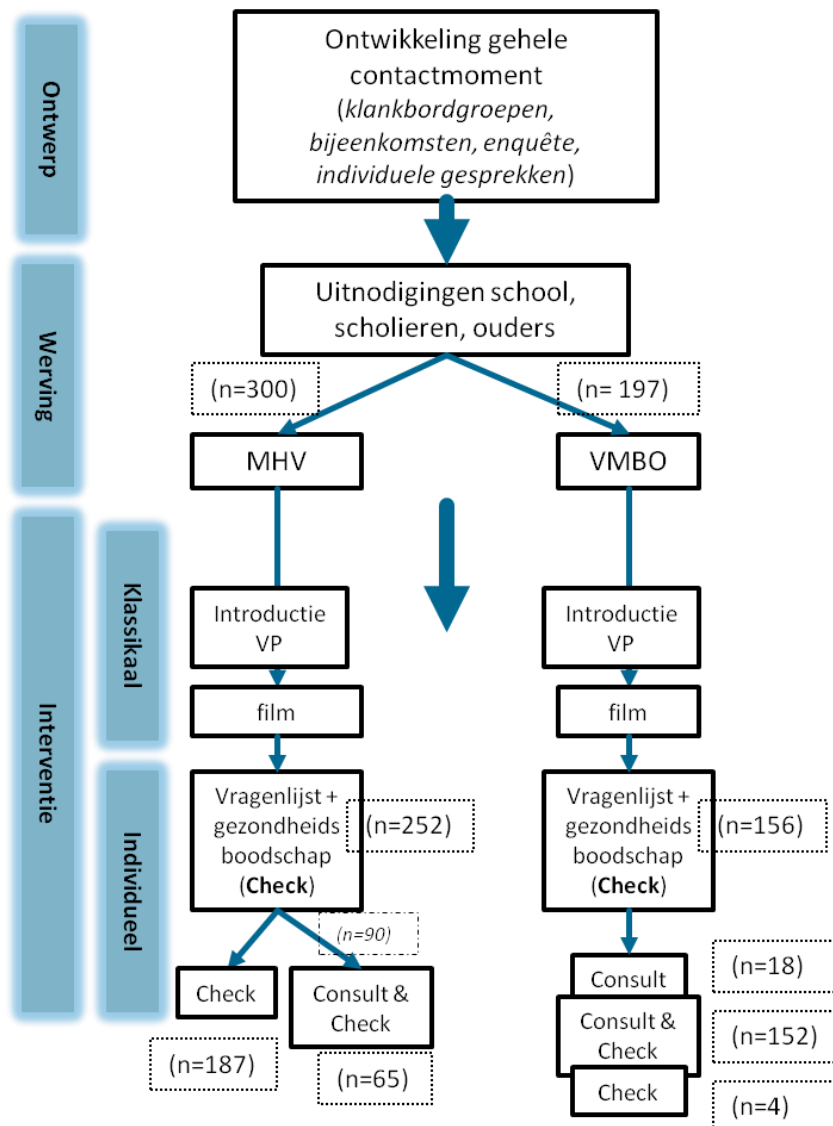 Ontwerp
Ontwikkeling gehele
contactmoment
(klankbordgroepen,
bijeenkomsten, enquête,
individuele gesprekken)
Werving
Uitnodigingen school,
scholieren, ouders
(n=300)
(n= 197)
MHV
VMBO
Interventie
Klassikaal
Introductie
VP
Introductie
VP
film
film
Individueel
Vragenlijst +
gezondheids
boodschap
(Check)
(n=252)
Vragenlijst +
gezondheids
boodschap
(Check)
(n=156)
(n=90)
Check
Consult &
Check
(n=187)
(n=65)
Consult
(n=18)
Consult &
Check
(n=152)
Check
(n=4)